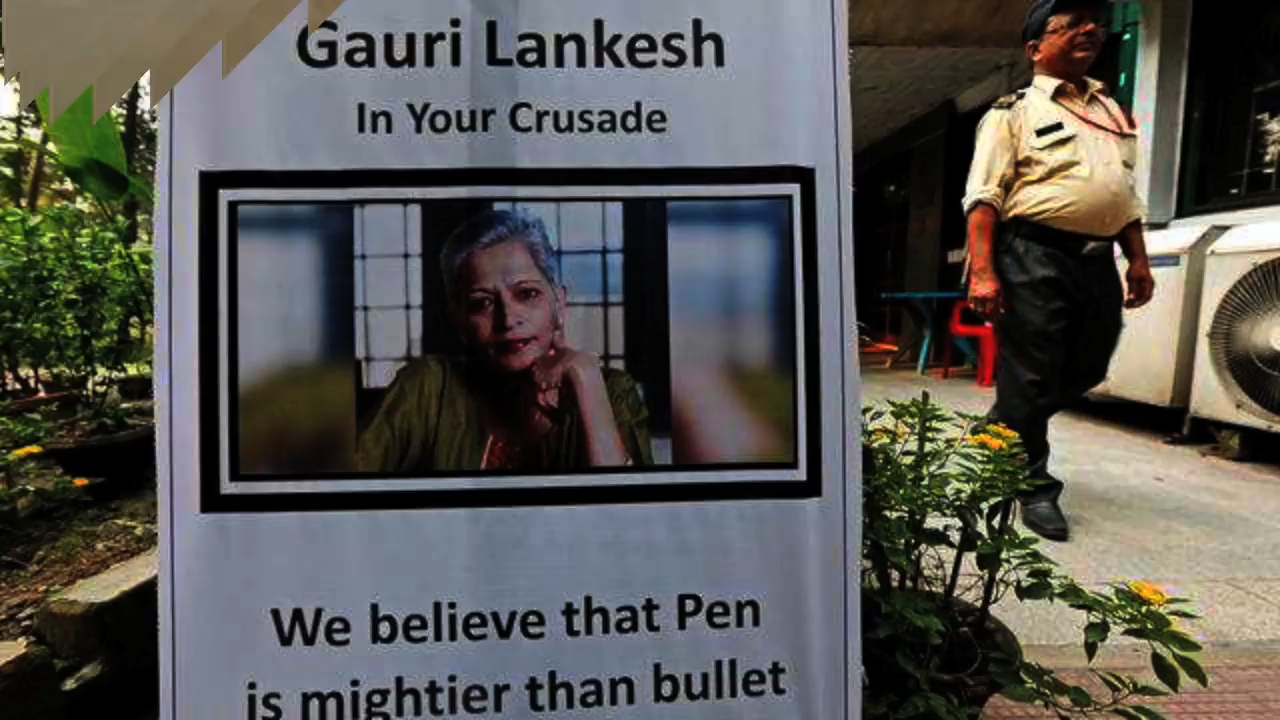 Gauri Lankesh
In Your Crusade
We believe that Pen
is mightier than bullet